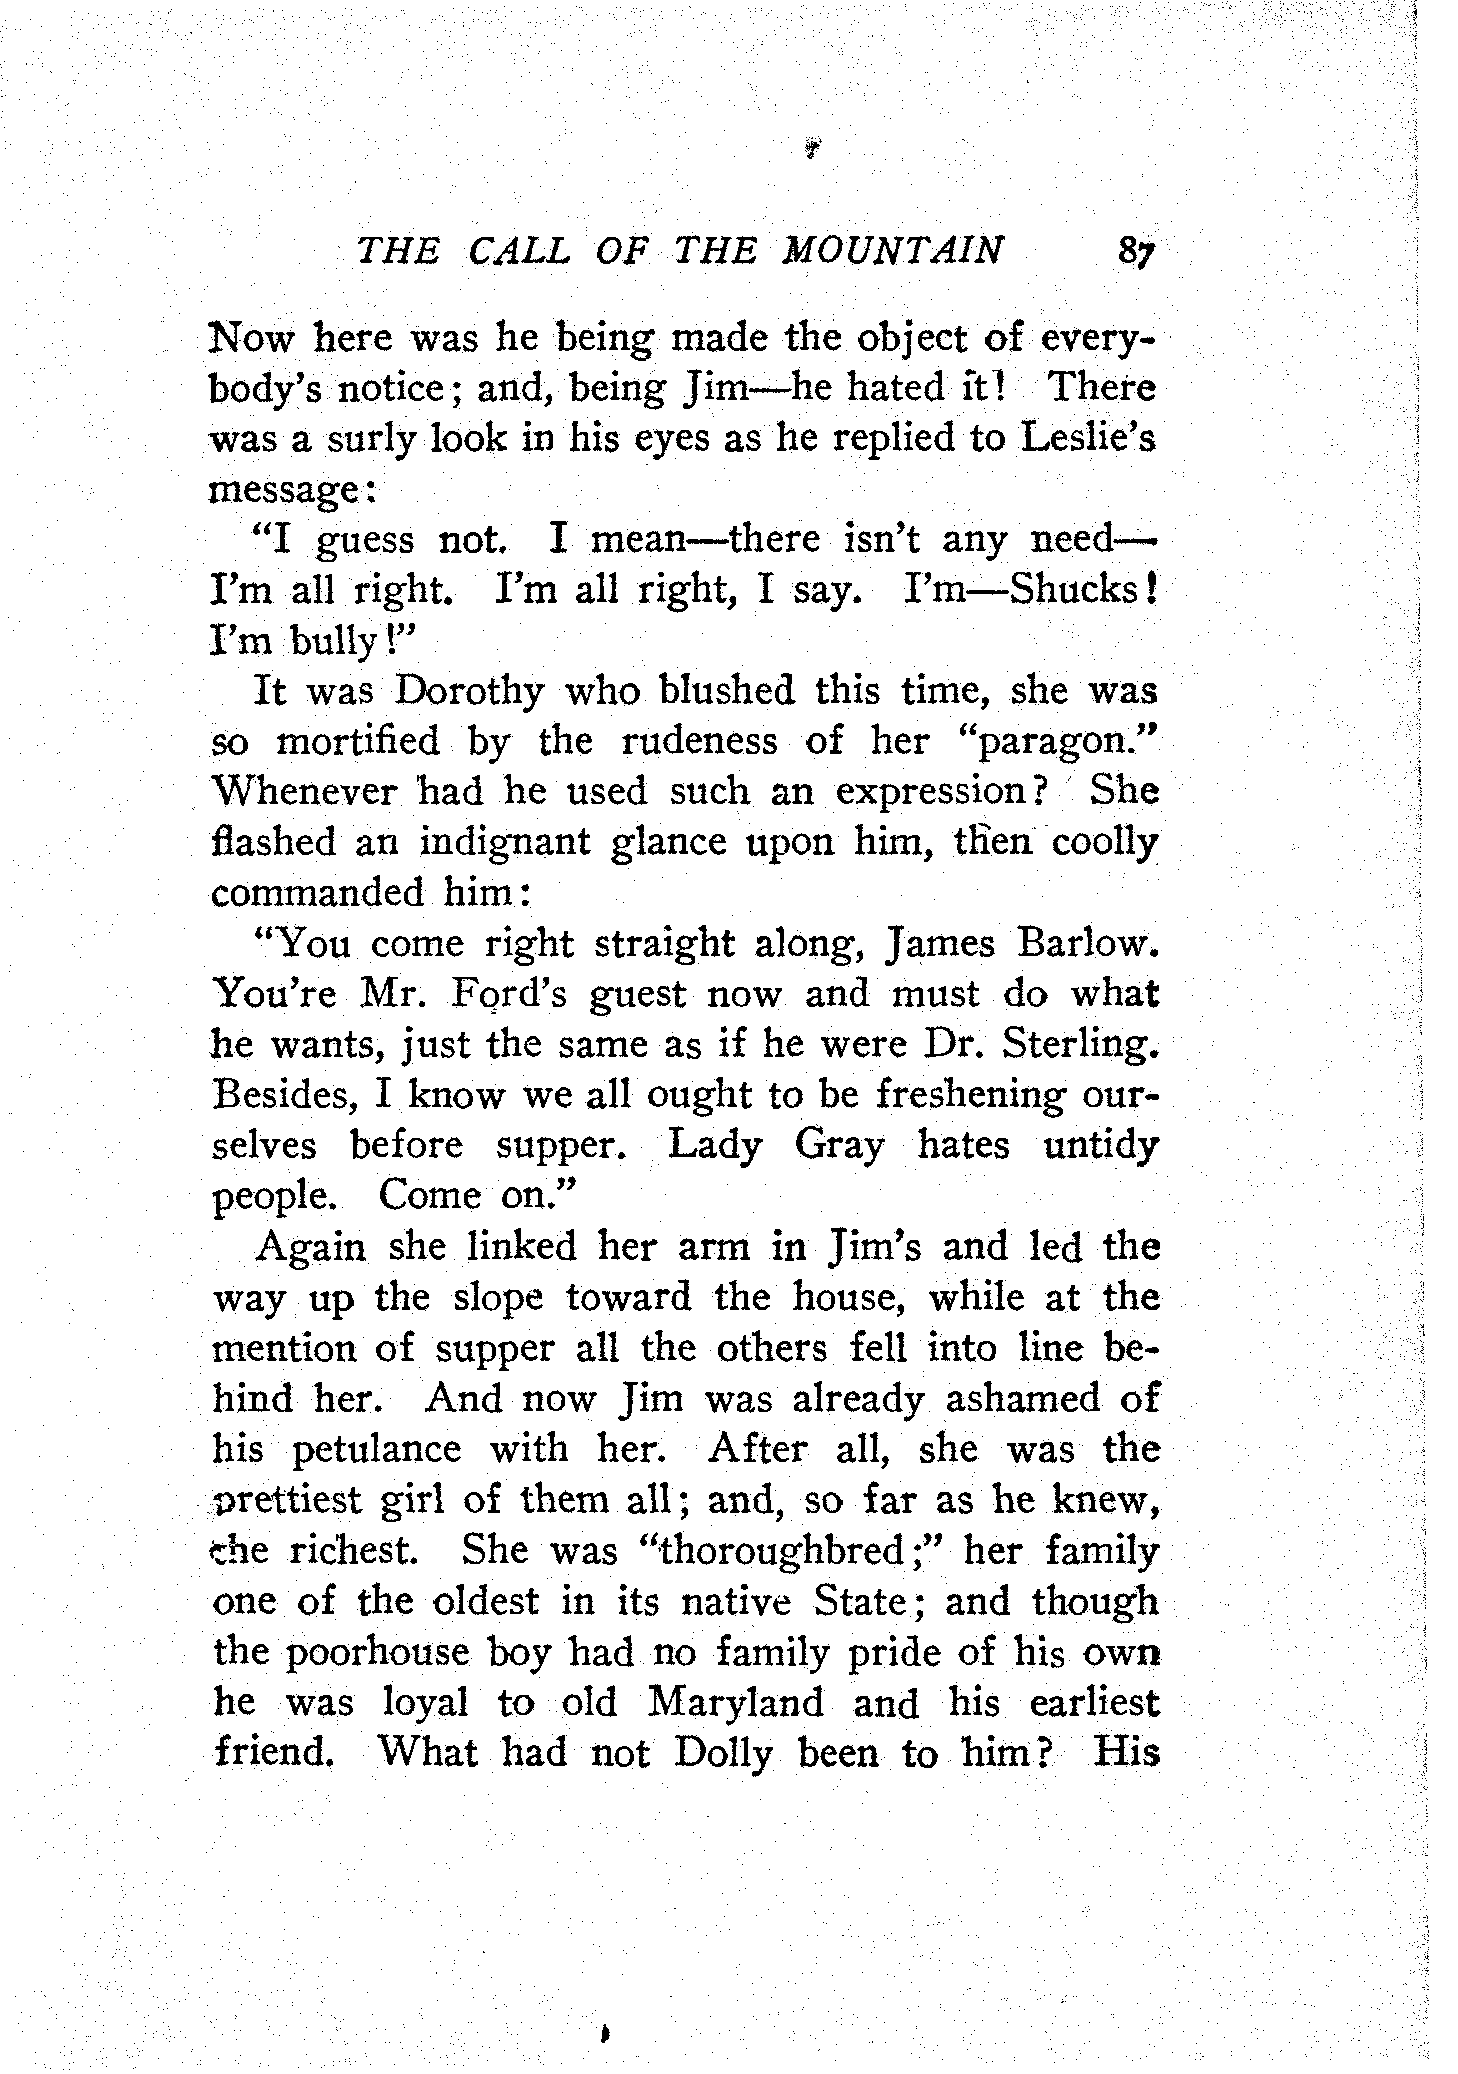 THE CALL OF THE MOUNTAIN 87
Now here was he being made the object of every-
body's notice; and, being Jim—he hated it! There
was a surly look in his eyes as he replied to Leslie's
message:
"I guess not. I mean—there isn't any need—
I'm all right. I'm all right, I say. I'm—Shucks!
I'm bully!"
It was Dorothy who blushed this time, she was
so mortified by the rudeness of her "paragon."
Whenever had he used such an expression? She
flashed an indignant glance upon him, then coolly
commanded him:
"You come right straight along, James Barlow.
You're Mr. Ford's guest now and must do what
he wants, just the same as if he were Dr. Sterling.
Besides, I know we all ought to be freshening our-
selves before supper. Lady Gray hates untidy
people. Come on."
Again she linked her arm in Jim's and led the
way up the slope toward the house, while at the
mention of supper all the others fell into line be-
hind her. And now Jim was already ashamed of
his petulance with her. After all, she was the
prettiest girl of them all; and, so far as he knew,
the richest. She was "thoroughbred;" her family
one of the oldest in its native State; and though
the poorhouse boy had no family pride of his own
he was loyal to old Maryland and his earliest
friend. What had not Dolly been to him? His